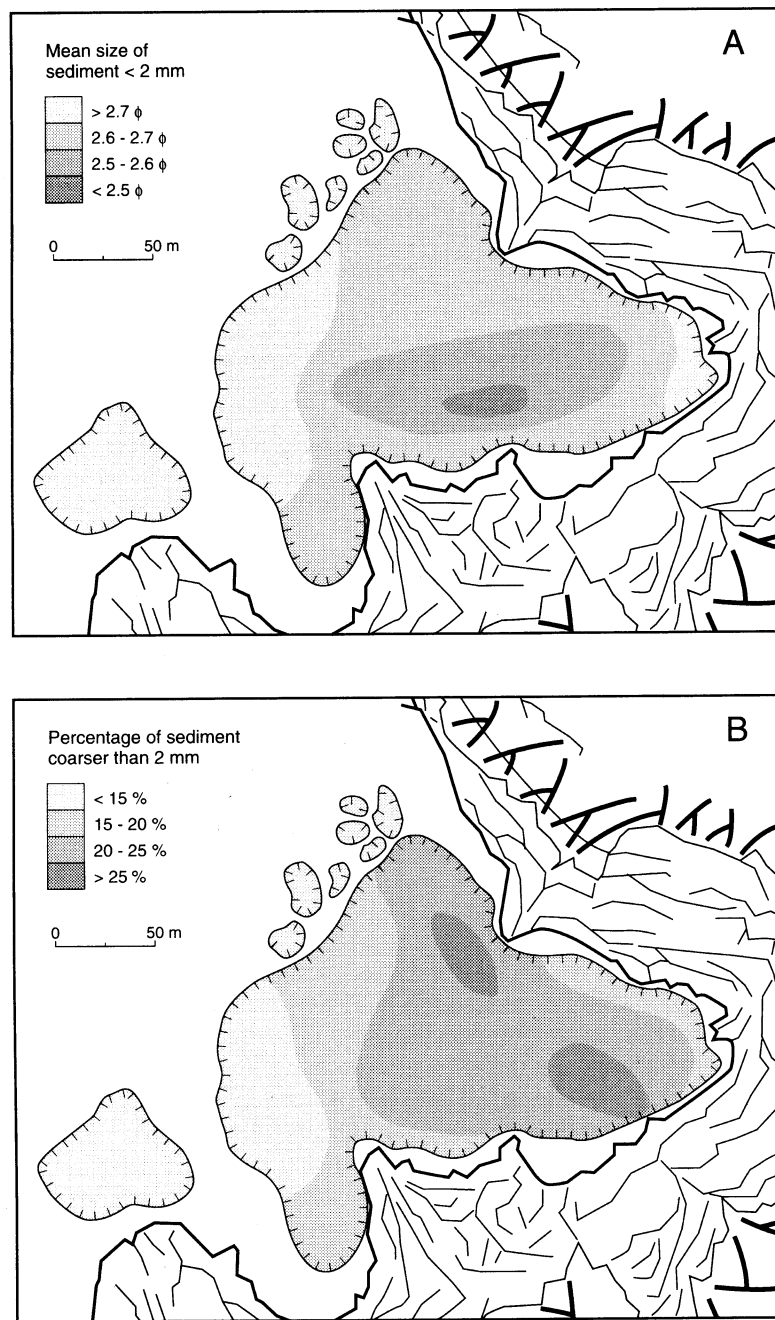 A
Mean size of
sediment < 2 mm
> 2.7 ϕ
2.6 - 2.7 ϕ
2.5 - 2.6 ϕ
< 2.5 ϕ
0 50 m
B
Percentage of sediment
coarser than 2 mm
< 15 %
15 - 20 %
20 - 25 %
> 25 %
0 50 m